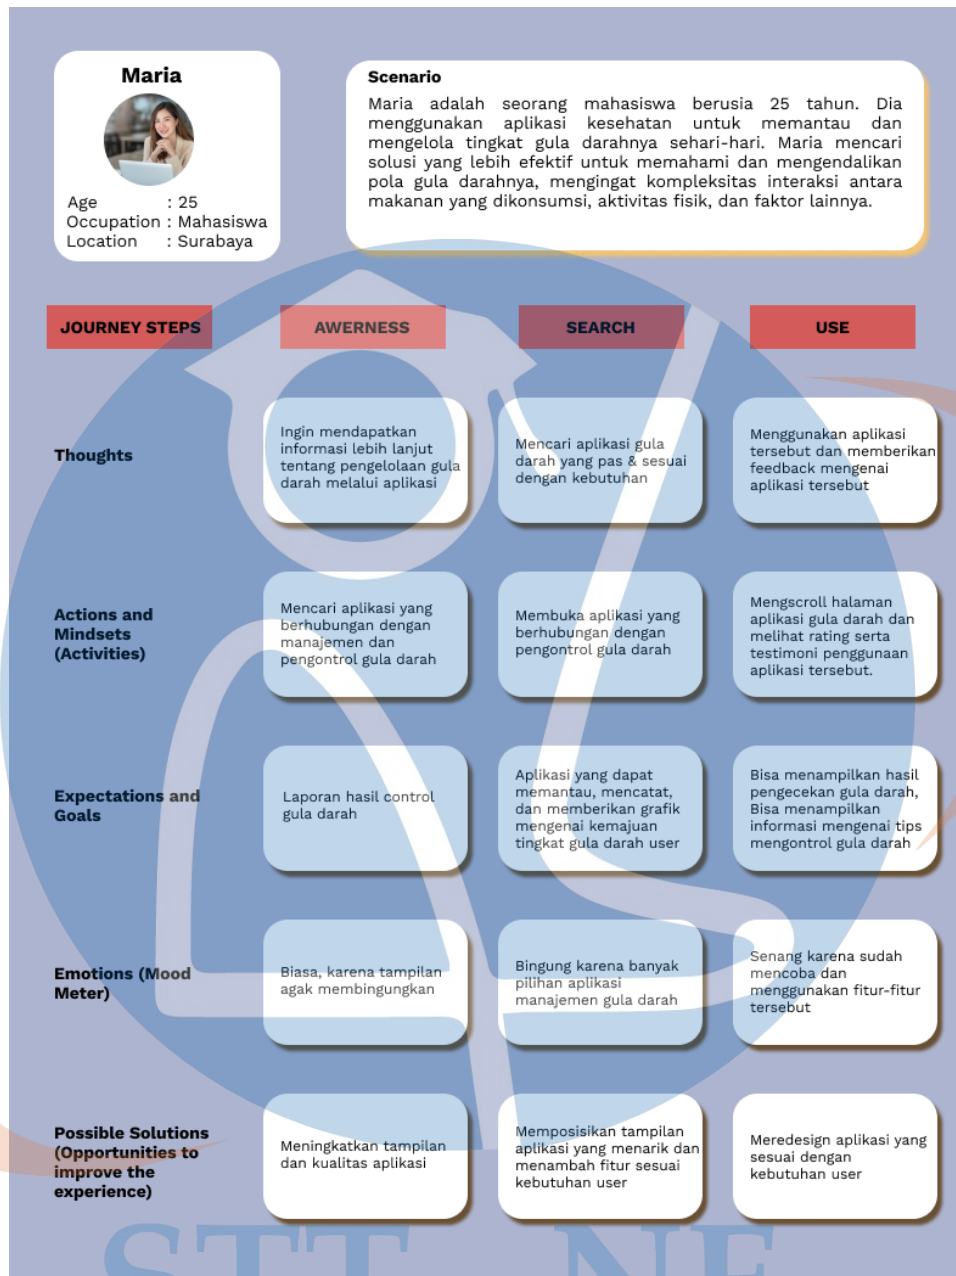 Maria
Age : 25
Occupation : Mahasiswa
Location : Surabaya
Scenario
Maria adalah seorang mahasiswa berusia 25 tahun. Dia
menggunakan aplikasi kesehatan untuk memantau dan
mengelola tingkat gula darahnya sehari-hari. Maria mencari
solusi yang lebih efektif untuk memahami dan mengendalikan
pola gula darahnya, mengingat kompleksitas interaksi antara
makanan yang dikonsumsi, aktivitas fisik, dan faktor lainnya.
JOURNEY STEPS
AWERNESS
SEARCH
USE
Thoughts
Ingin mendapatkan
informasi lebih lanjut
tentang pengelolaan gula
darah melalui aplikasi
Mencari aplikasi gula
darah yang pas & sesuai
dengan kebutuhan
Menggunakan aplikasi
tersebut dan memberikan
feedback mengenai
aplikasi tersebut
Actions and
Mindsets
(Activities)
Mencari aplikasi yang
berhubungan dengan
manajemen dan
pengontrol gula darah
Membuka aplikasi yang
berhubungan dengan
pengontrol gula darah
Mengscroll halaman
aplikasi gula darah dan
melihat rating serta
testimoni penggunaan
aplikasi tersebut.
Expectations and
Goals
Laporan hasil control
gula darah
Aplikasi yang dapat
memantau, mencatat,
dan memberikan grafik
mengenai kemajuan
tingkat gula darah user
Bisa menampilkan hasil
pengecekan gula darah,
Bisa menampilkan
informasi mengenai tips
mengontrol gula darah
Emotions (Mood
Meter)
Biasa, karena tampilan
agak membingungkan
Bingung karena banyak
pilihan aplikasi
manajemen gula darah
Senang karena sudah
mencoba dan
menggunakan fitur-fitur
tersebut
Possible Solutions
(Opportunities to
improve the
experience)
Meningkatkan tampilan
dan kualitas aplikasi
Memposisikan tampilan
aplikasi yang menarik dan
menambah fitur sesuai
kebutuhan user
Meredesign aplikasi yang
sesuai dengan
kebutuhan user
STT NF